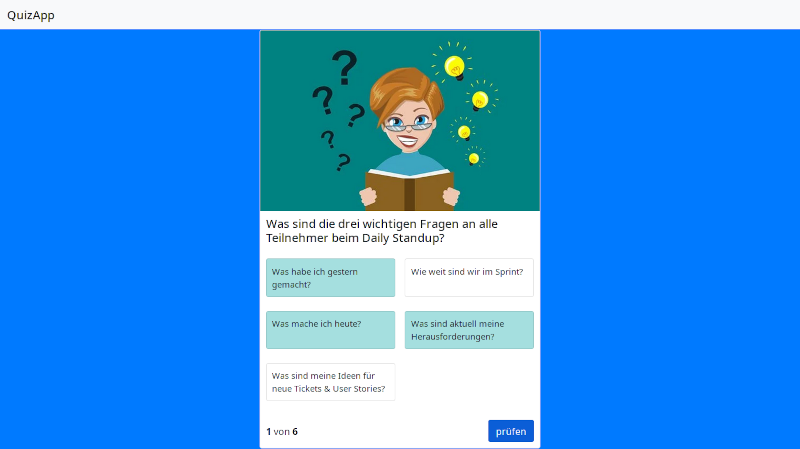 QuizApp
? ? ? ? ?
Was sind die drei wichtigen Fragen an alle
Teilnehmer beim Daily Standup?
Was habe ich gestern
gemacht?
Wie weit sind wir im Sprint?
Was mache ich heute?
Was sind aktuell meine
Herausforderungen?
Was sind meine Ideen für
neue Tickets & User Stories?
1 von 6
prüfen